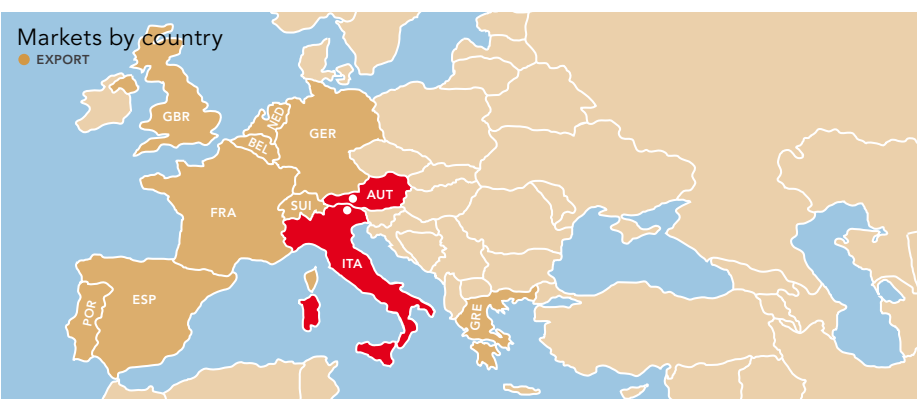 Markets by country
EXPORT
GBR
NED
BEL
GER
FRA
SUI
AUT
ITA
POR
ESP
GRE